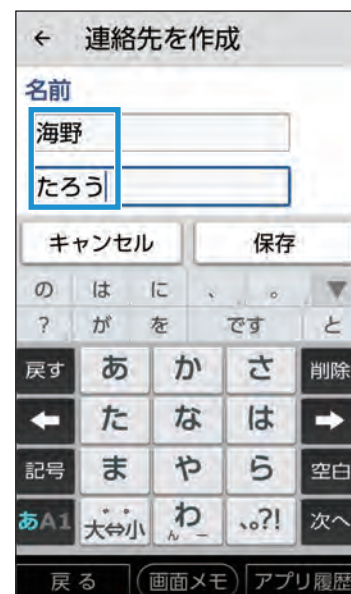 ← 連絡先を作成
名前
海野
たろう
キャンセル 保存
の は に 、 。 ▼
? が を です と
戻す あ か さ 削除
← た な は →
記号 ま や ら 空白
あA1 大⇔小 わ 、。?! 次へ
ん ー
戻る 画面メモ アプリ履歴